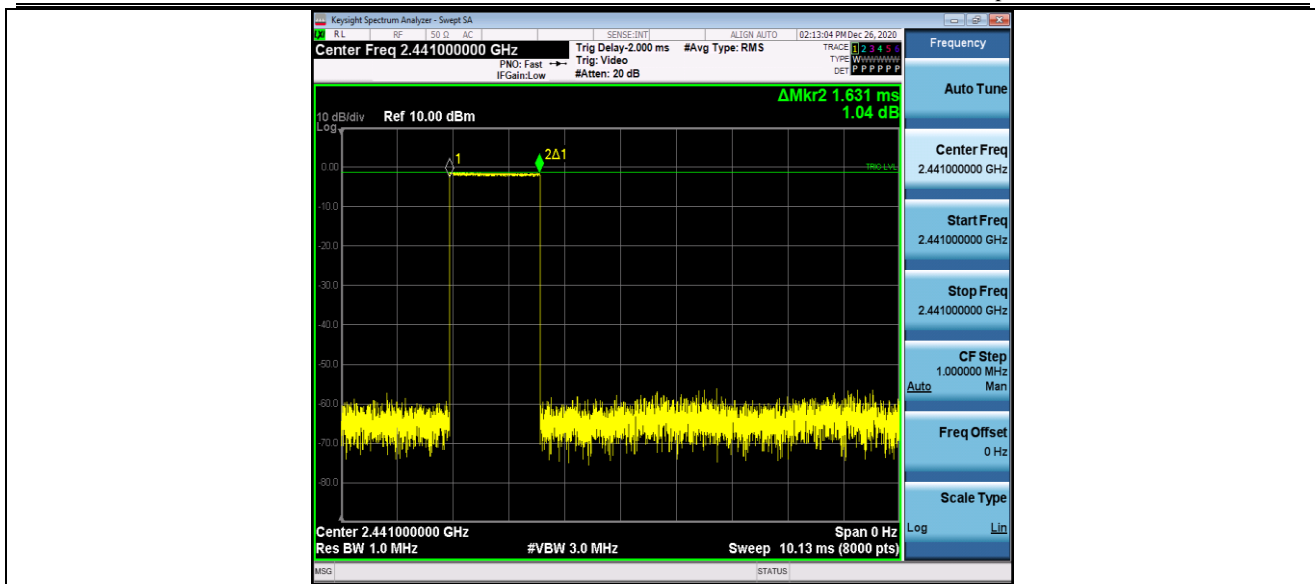 Keysight Spectrum Analyzer - Swept SA
RL RF 50 Ω AC SENSE:INT ALIGN AUTO 02:13:04 PM Dec 26, 2020
Center Freq 2.441000000 GHz
PNO: Fast
IFGain:Low
Trig Delay-2.000 ms
Trig: Video
#Atten: 20 dB
#Avg Type: RMS
TRACE 1 2 3 4 5 6
TYPE WWWWWW
DET P P P P P P
ΔMkr2 1.631 ms
1.04 dB
10 dB/div Ref 10.00 dBm
Log
1
2Δ1
TRIG LVL
0.00
-10.0
-20.0
-30.0
-40.0
-50.0
-60.0
-70.0
-80.0
Center 2.441000000 GHz Span 0 Hz
Res BW 1.0 MHz #VBW 3.0 MHz Sweep 10.13 ms (8000 pts)
MSG STATUS
Frequency
Auto Tune
Center Freq
2.441000000 GHz
Start Freq
2.441000000 GHz
Stop Freq
2.441000000 GHz
CF Step
1.000000 MHz
Auto Man
Freq Offset
0 Hz
Scale Type
Log Lin